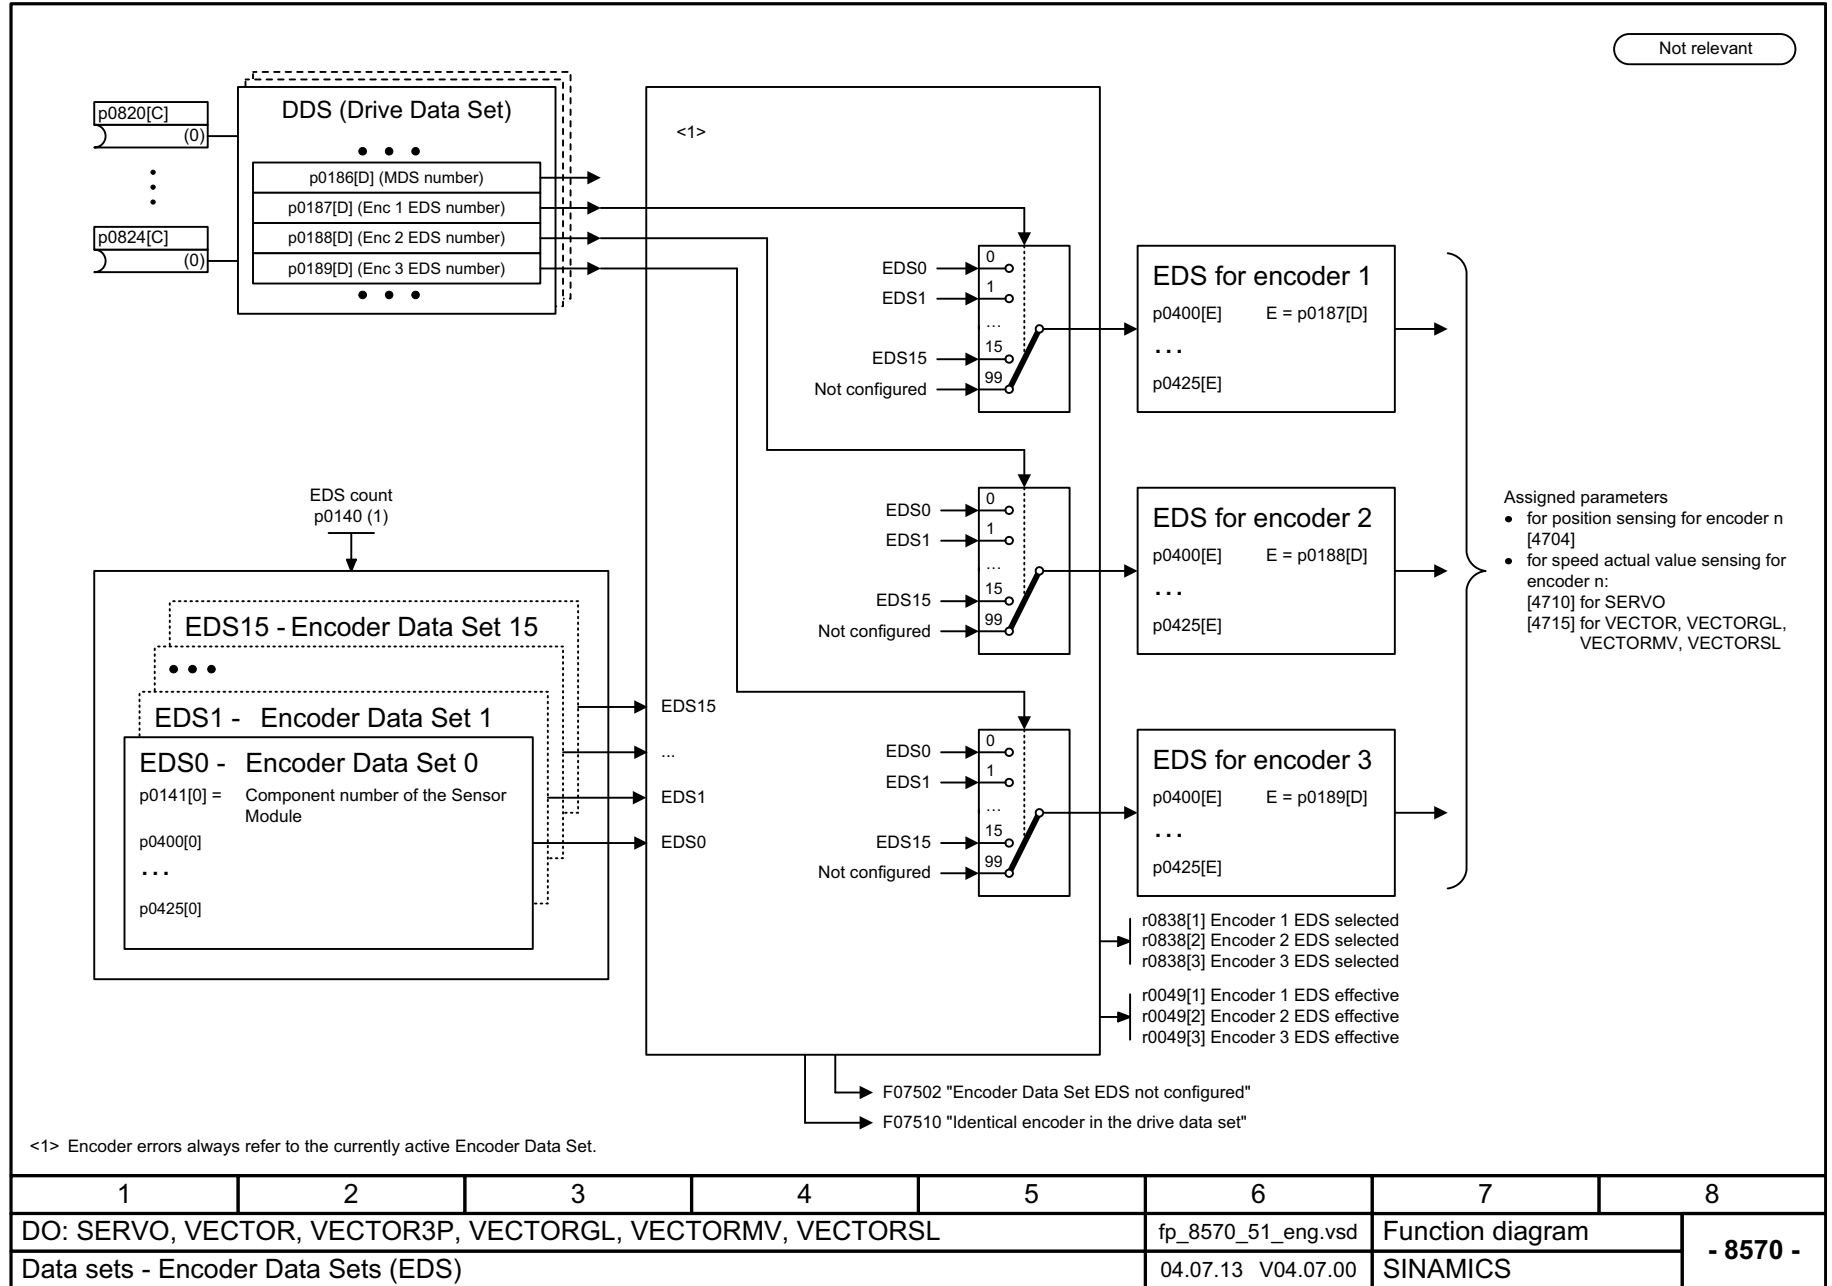 Not relevant
p0820[C]
(0)
p0824[C]
(0)
DDS (Drive Data Set)
p0186[D] (MDS number)
p0187[D] (Enc 1 EDS number)
p0188[D] (Enc 2 EDS number)
p0189[D] (Enc 3 EDS number)
<1>
EDS0
EDS1
EDS15
Not configured
0
1
...
15
99
EDS for encoder 1
p0400[E] E = p0187[D]
...
p0425[E]
EDS0
EDS1
EDS15
Not configured
0
1
...
15
99
EDS for encoder 2
p0400[E] E = p0188[D]
...
p0425[E]
EDS0
EDS1
EDS15
Not configured
0
1
...
15
99
EDS for encoder 3
p0400[E] E = p0189[D]
...
p0425[E]
Assigned parameters
• for position sensing for encoder n
[4704]
• for speed actual value sensing for
encoder n:
[4710] for SERVO
[4715] for VECTOR, VECTORGL,
VECTORMV, VECTORSL
EDS count
p0140 (1)
EDS15 - Encoder Data Set 15
EDS1 - Encoder Data Set 1
EDS0 - Encoder Data Set 0
p0141[0] = Component number of the Sensor
Module
p0400[0]
...
p0425[0]
EDS15
...
EDS1
EDS0
r0838[1] Encoder 1 EDS selected
r0838[2] Encoder 2 EDS selected
r0838[3] Encoder 3 EDS selected
r0049[1] Encoder 1 EDS effective
r0049[2] Encoder 2 EDS effective
r0049[3] Encoder 3 EDS effective
F07502 "Encoder Data Set EDS not configured"
F07510 "Identical encoder in the drive data set"
<1> Encoder errors always refer to the currently active Encoder Data Set.
1 2 3 4 5 6 7 8
DO: SERVO, VECTOR, VECTOR3P, VECTORGL, VECTORMV, VECTORSL
fp_8570_51_eng.vsd
Function diagram
- 8570 -
Data sets - Encoder Data Sets (EDS)
04.07.13 V04.07.00
SINAMICS